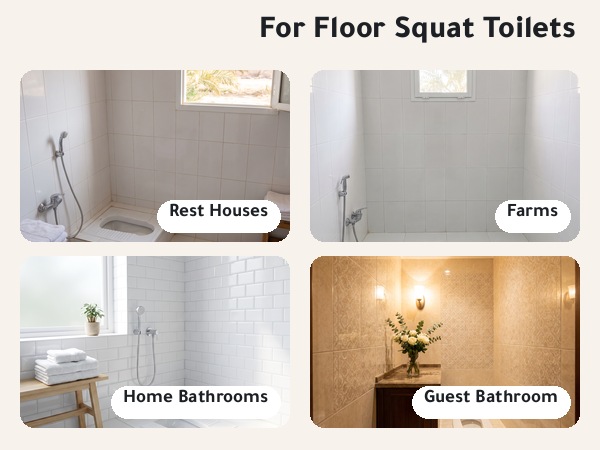 For Floor Squat Toilets
Rest Houses
Farms
Home Bathrooms
Guest Bathroom